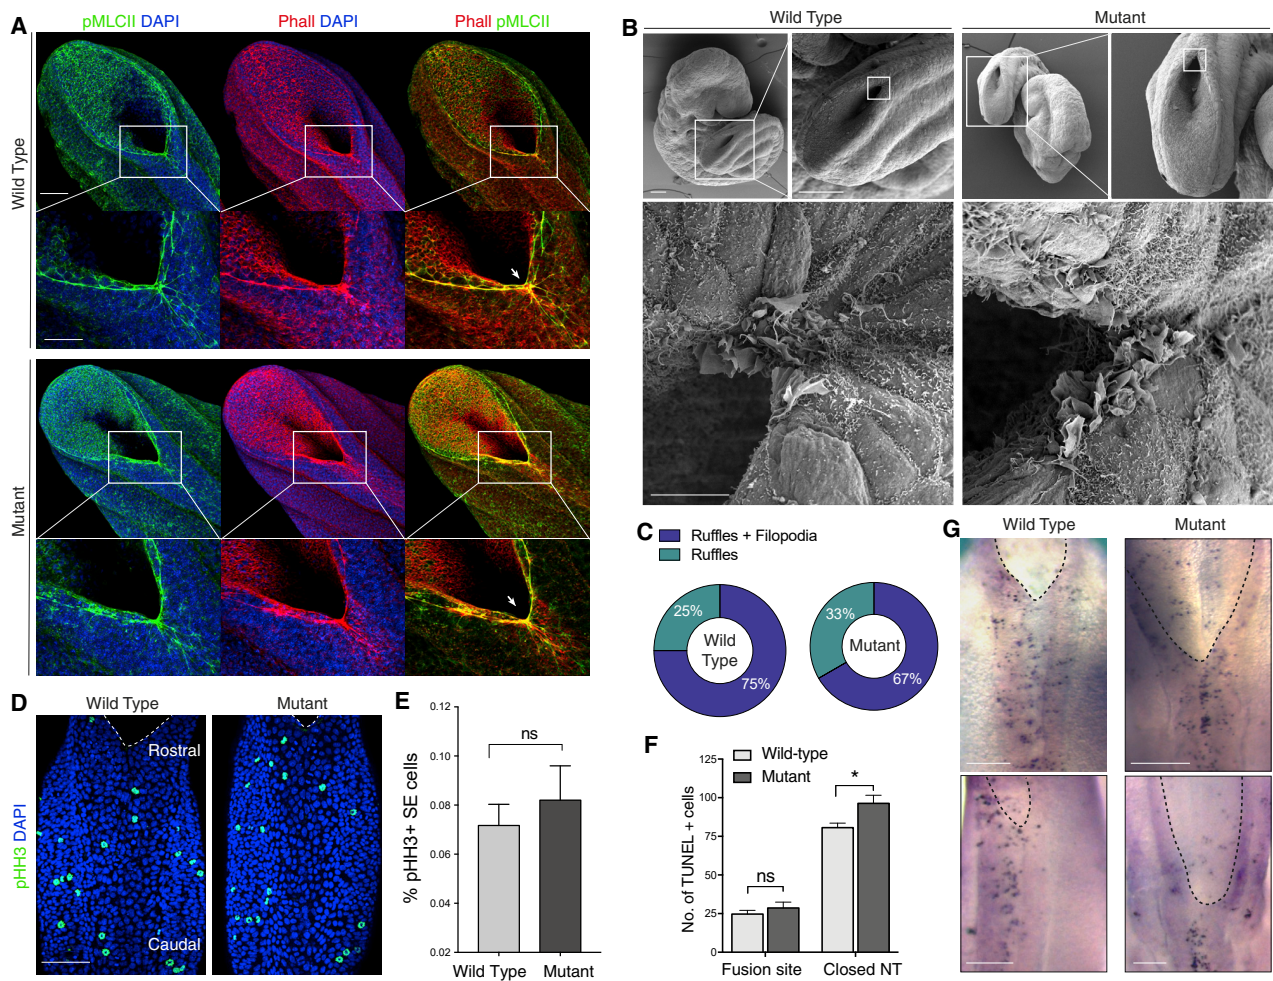 A
pMLCII DAPI
Phall DAPI
Phall pMLCII
Wild Type
Mutant
B
Wild Type
Mutant
C
Ruffles + Filopodia
Ruffles
25%
Wild
Type
75%
33%
Mutant
67%
D
Wild Type
Mutant
pHH3 DAPI
Rostral
Caudal
E
% pHH3+ SE cells
0.12
0.10
0.08
0.06
0.04
0.02
ns
Wild Type
Mutant
F
Wild-type
Mutant
No. of TUNEL + cells
125
100
75
50
25
0
ns
*
Fusion site
Closed NT
G
Wild Type
Mutant